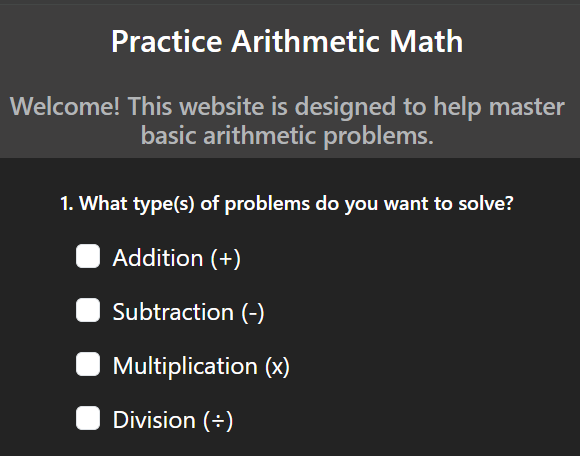 Practice Arithmetic Math
Welcome! This website is designed to help master
basic arithmetic problems.
1. What type(s) of problems do you want to solve?
Addition (+)
Subtraction (-)
Multiplication (x)
Division (÷)